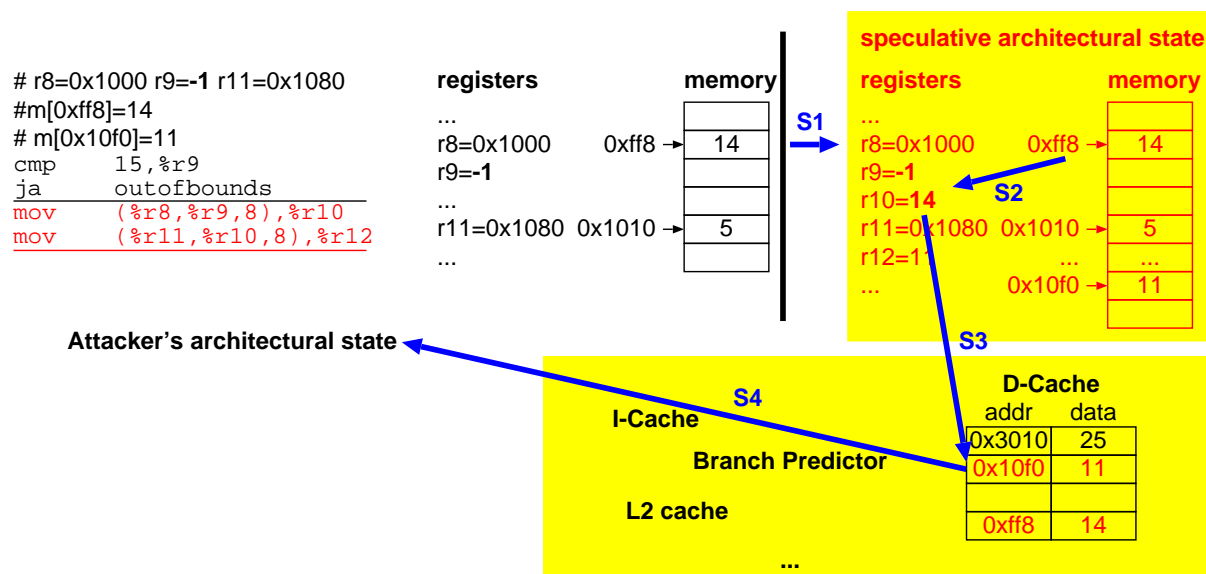 # r8=0x1000 r9=-1 r11=0x1080
#m[0xff8]=14
# m[0x10f0]=11
cmp 15,%r9
ja outofbounds
mov (%r8,%r9,8),%r10
mov (%r11,%r10,8),%r12
registers memory
...
r8=0x1000 0xff8 14
r9=-1
...
r11=0x1080 0x1010 5
...
S1
speculative architectural state
registers memory
...
r8=0x1000 0xff8 14
r9=-1
S2
r10=14
r11=0x1080 0x1010 5
r12=11 ... ...
... 0x10f0 11
S3
Attacker's architectural state
S4
D-Cache
addr data
0x3010 25
0x10f0 11
0xff8 14
I-Cache
Branch Predictor
L2 cache
...